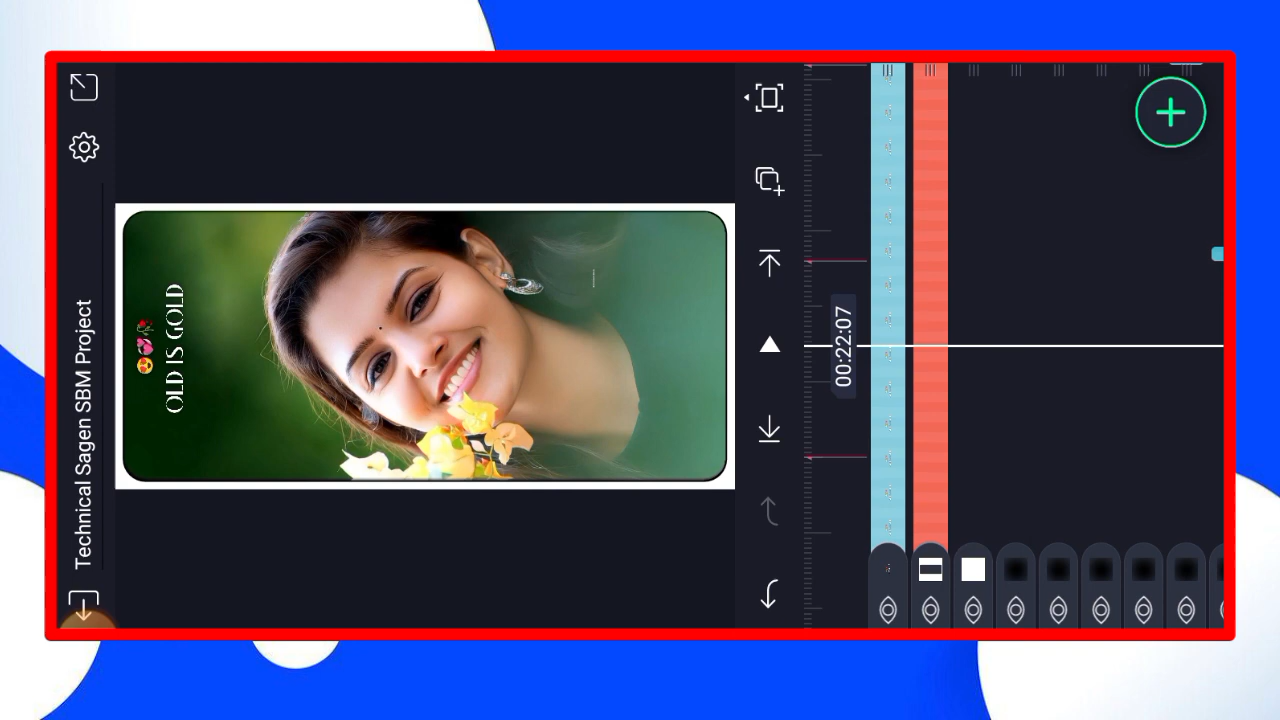 Technical Sagen SBM Project
😍💞🥀
OLD IS GOLD
00:22:07